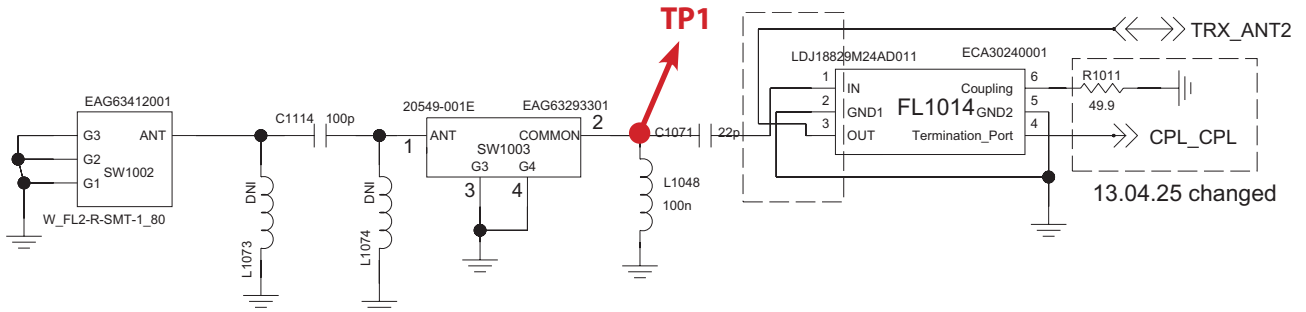 TP1
TRX_ANT2
LDJ18829M24AD011
ECA30240001
EAG63412001
C1114
100p
20549-001E
EAG63293301
1
IN
Coupling
6
R1011
49.9
2
GND1
FL1014
GND2
5
3
OUT
Termination_Port
4
CPL_CPL
13.04.25 changed
G3
ANT
G2
SW1002
G1
W_FL2-R-SMT-1_80
1
ANT
COMMON
2
SW1003
G3
G4
3
4
C1071
22p
L1048
100n
DNI
L1073
DNI
L1074